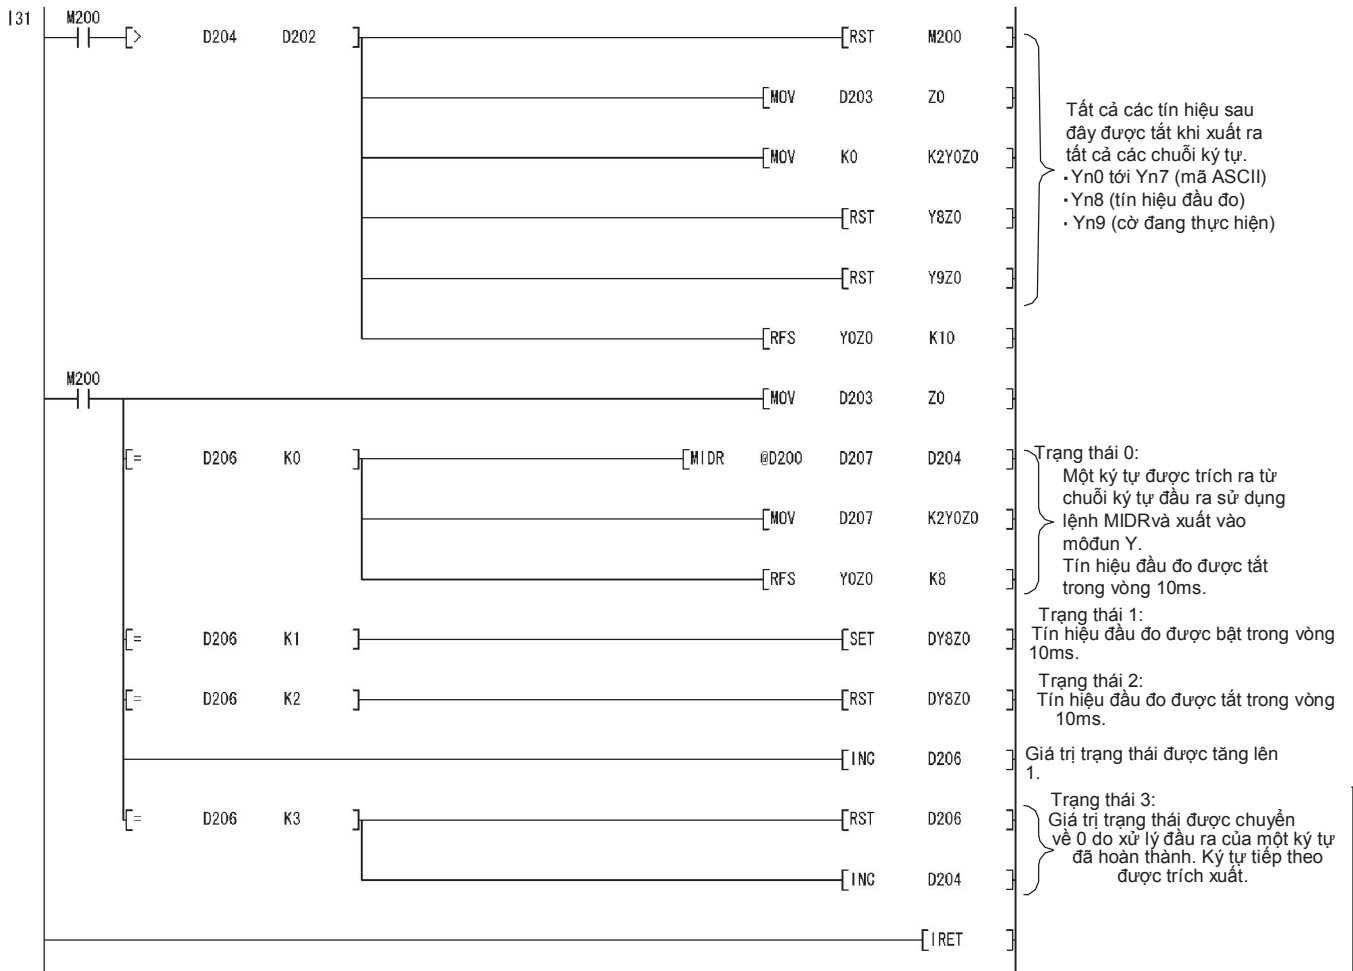 I31
M200
[> D204 D202 ] [RST M200 ]
[MOV D203 Z0 ]
[MOV K0 K2Y0Z0 ]
[RST Y8Z0 ]
[RST Y9Z0 ]
[RFS Y0Z0 K10 ]
Tất cả các tín hiệu sau
đây được tắt khi xuất ra
tất cả các chuỗi ký tự.
・Yn0 tới Yn7 (mã ASCII)
・Yn8 (tín hiệu đầu đo)
・Yn9 (cờ đang thực hiện)
M200
[MOV D203 Z0 ]
[= D206 K0 ] [MIDR @D200 D207 D204 ]
[MOV D207 K2Y0Z0 ]
[RFS Y0Z0 K8 ]
Trạng thái 0:
Một ký tự được trích ra từ
chuỗi ký tự đầu ra sử dụng
lệnh MIDRvà xuất vào
môđun Y.
Tín hiệu đầu đo được tắt
trong vòng 10ms.
[= D206 K1 ] [SET DY8Z0 ]
Trạng thái 1:
Tín hiệu đầu đo được bật trong vòng
10ms.
[= D206 K2 ] [RST DY8Z0 ]
Trạng thái 2:
Tín hiệu đầu đo được tắt trong vòng
10ms.
[INC D206 ]
Giá trị trạng thái được tăng lên
1.
[= D206 K3 ] [RST D206 ]
[INC D204 ]
Trạng thái 3:
Giá trị trạng thái được chuyển
về 0 do xử lý đầu ra của một ký tự
đã hoàn thành. Ký tự tiếp theo
được trích xuất.
[IRET ]